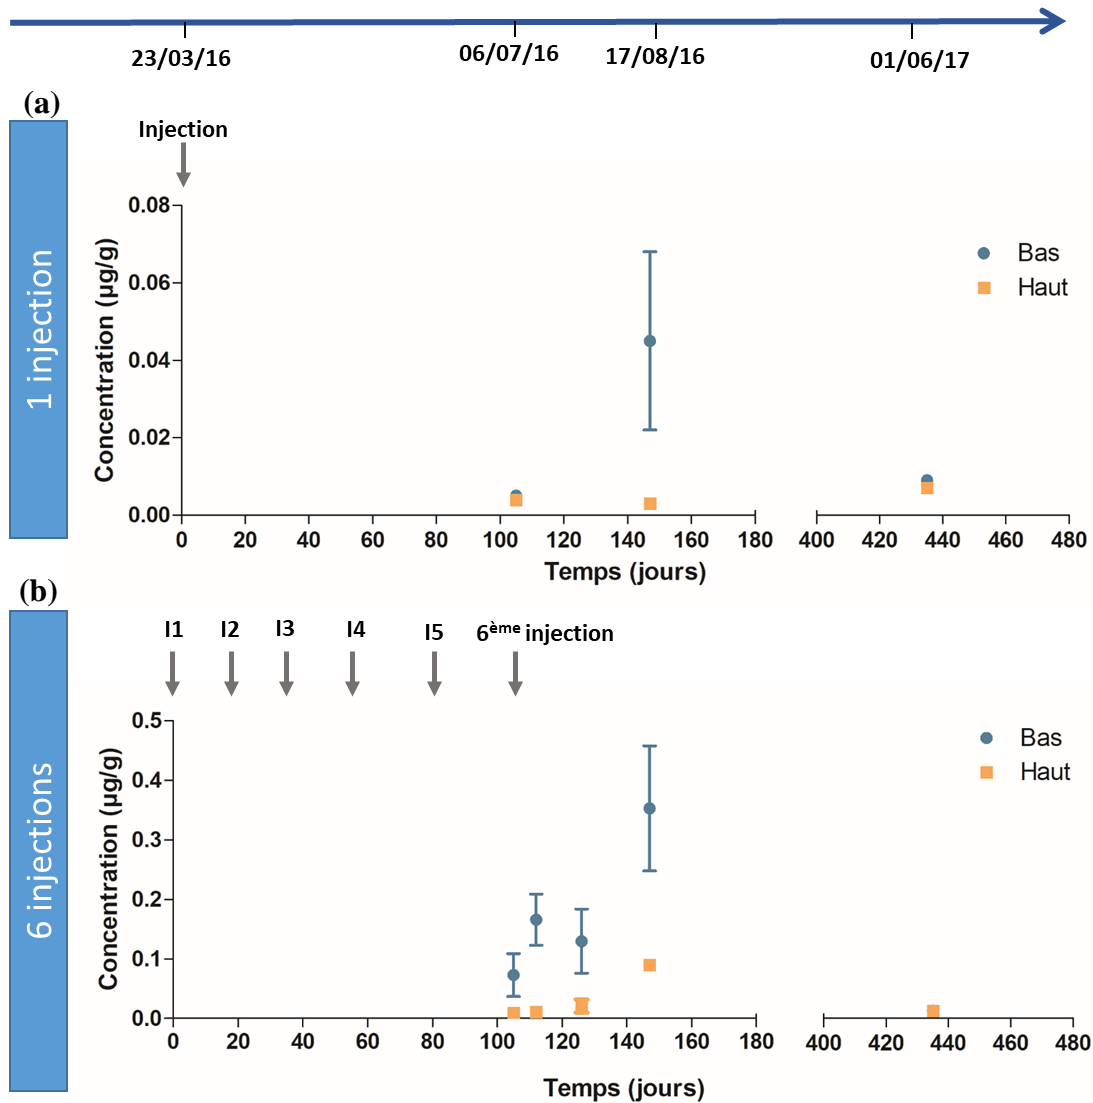 23/03/16 06/07/16 17/08/16 01/06/17
(a)
1 injection
Injection
Concentration (µg/g)
0.08
0.06
0.04
0.02
0.00
Bas
Haut
0 20 40 60 80 100 120 140 160 180 400 420 440 460 480
Temps (jours)
(b)
6 injections
I1 I2 I3 I4 I5 6ème injection
Concentration (µg/g)
0.5
0.4
0.3
0.2
0.1
0.0
Bas
Haut
0 20 40 60 80 100 120 140 160 180 400 420 440 460 480
Temps (jours)